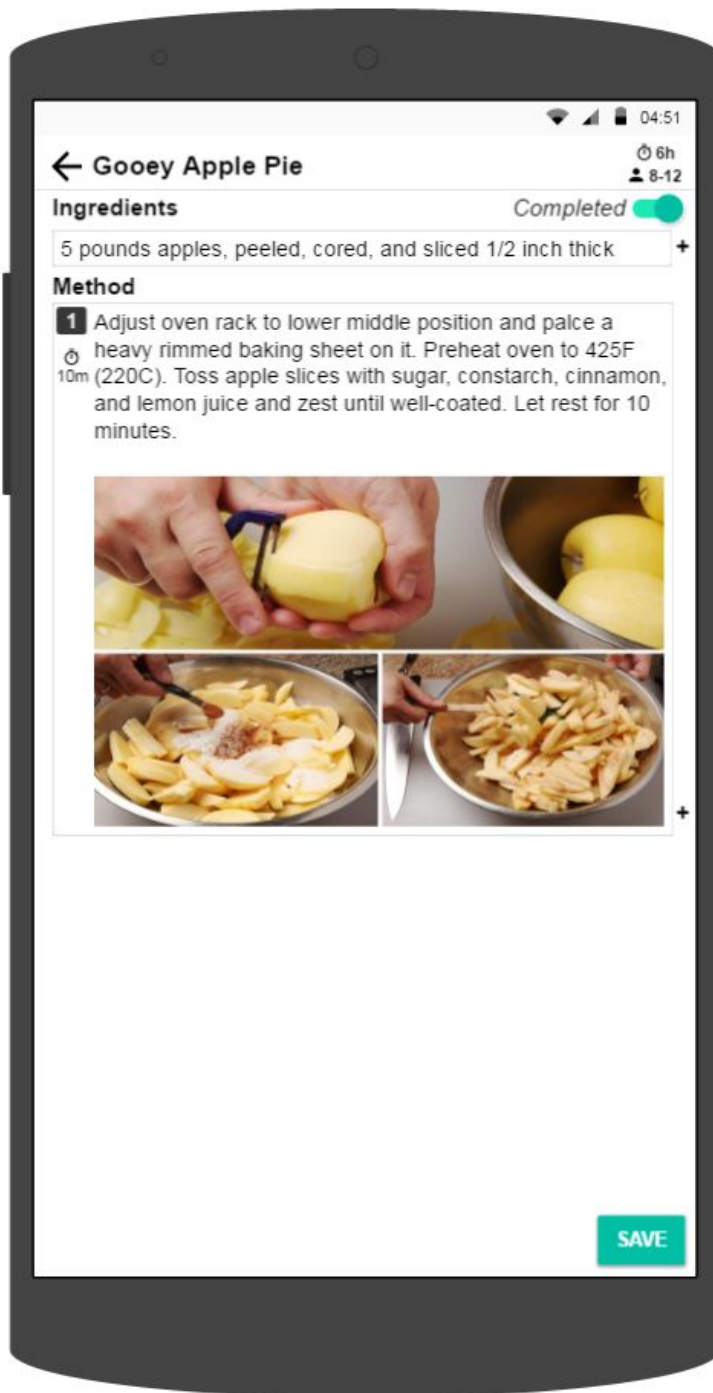 04:51
Gooey Apple Pie
6h
8-12
Ingredients
Completed
5 pounds apples, peeled, cored, and sliced 1/2 inch thick
+
Method
1
Adjust oven rack to lower middle position and palce a
heavy rimmed baking sheet on it. Preheat oven to 425F
10m
(220C). Toss apple slices with sugar, constarch, cinnamon,
and lemon juice and zest until well-coated. Let rest for 10
minutes.
+
SAVE